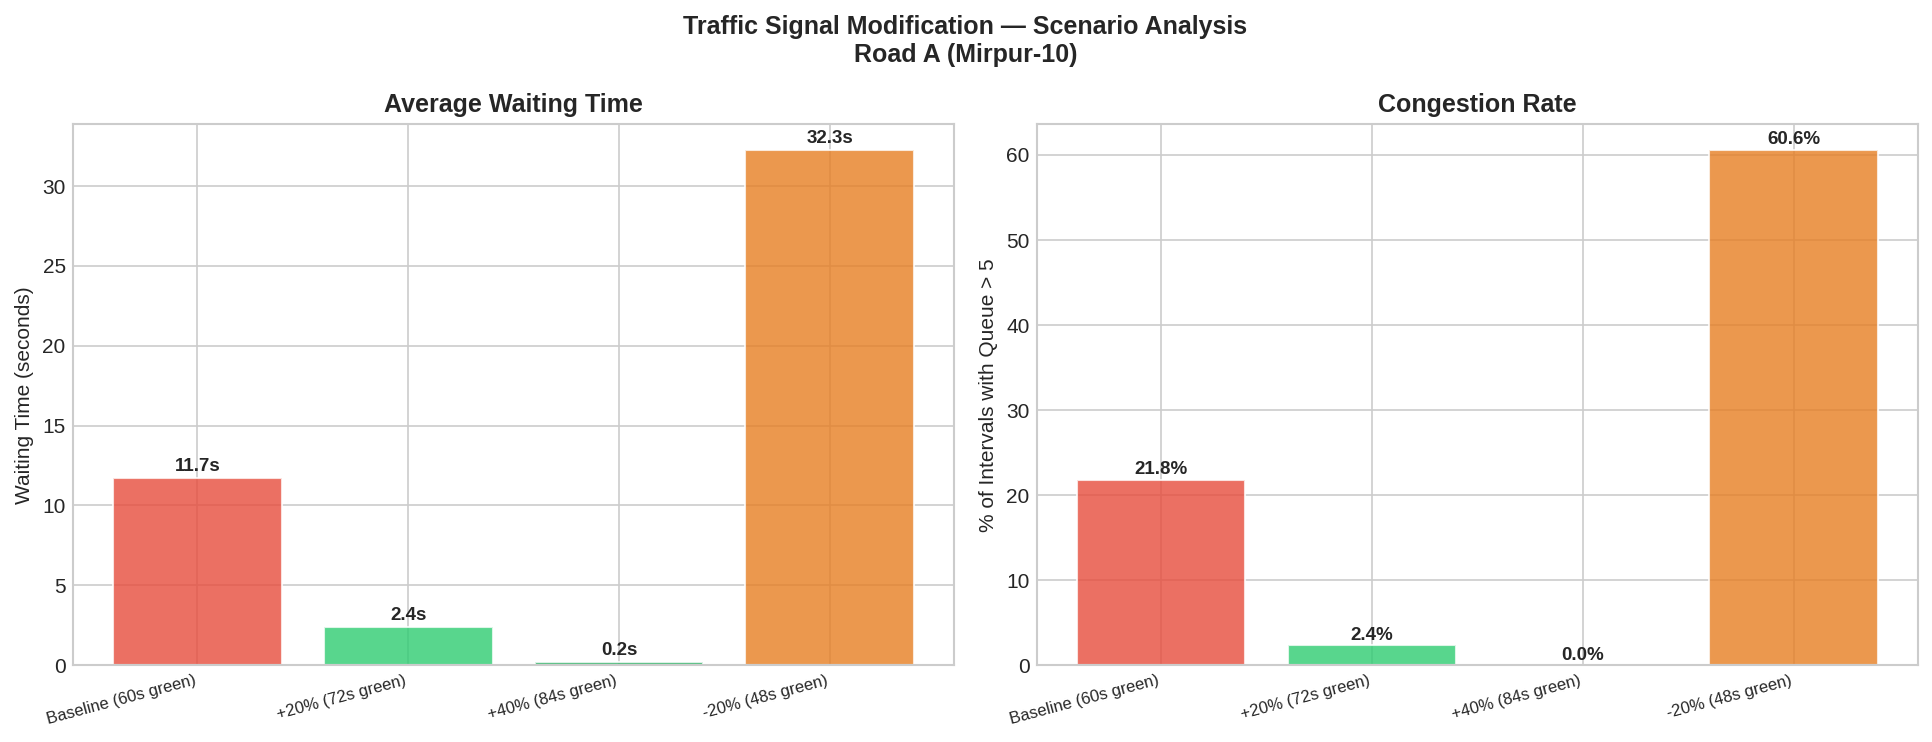 Traffic Signal Modification — Scenario Analysis
Road A (Mirpur-10)
Average Waiting Time
Waiting Time (seconds)
30
25
20
15
10
5
0
11.7s
2.4s
0.2s
32.3s
Baseline (60s green)
+20% (72s green)
+40% (84s green)
-20% (48s green)
Congestion Rate
% of Intervals with Queue > 5
60
50
40
30
20
10
0
21.8%
2.4%
0.0%
60.6%
Baseline (60s green)
+20% (72s green)
+40% (84s green)
-20% (48s green)